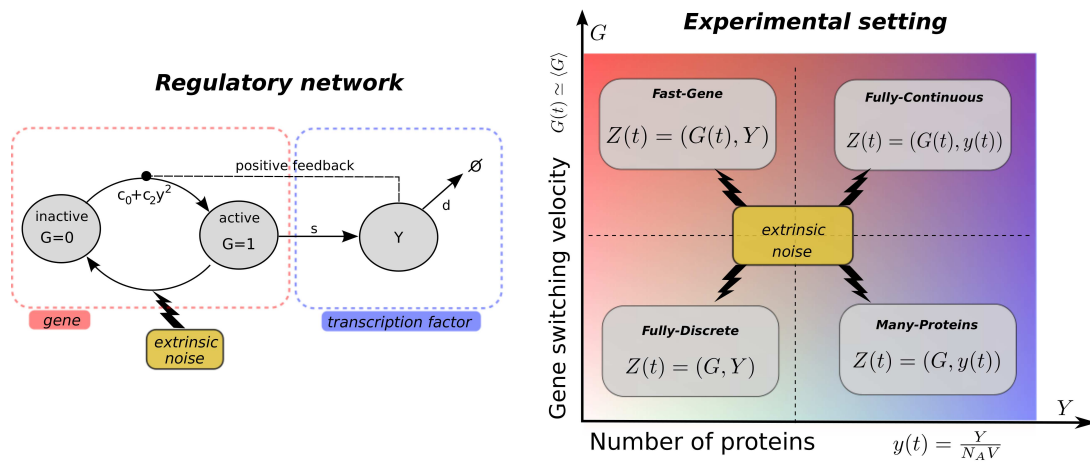 Regulatory network
positive feedback
Ø
c₀+c₂y²
d
inactive
G=0
active
G=1
s
Y
gene
transcription factor
extrinsic
noise
Experimental setting
G
G(t) ≃ ⟨G⟩
Gene switching velocity
Fast-Gene
Z(t) = (G(t), Y)
Fully-Continuous
Z(t) = (G(t), y(t))
extrinsic
noise
Fully-Discrete
Z(t) = (G, Y)
Many-Proteins
Z(t) = (G, y(t))
Y
Number of proteins
y(t) = Y / N_A V